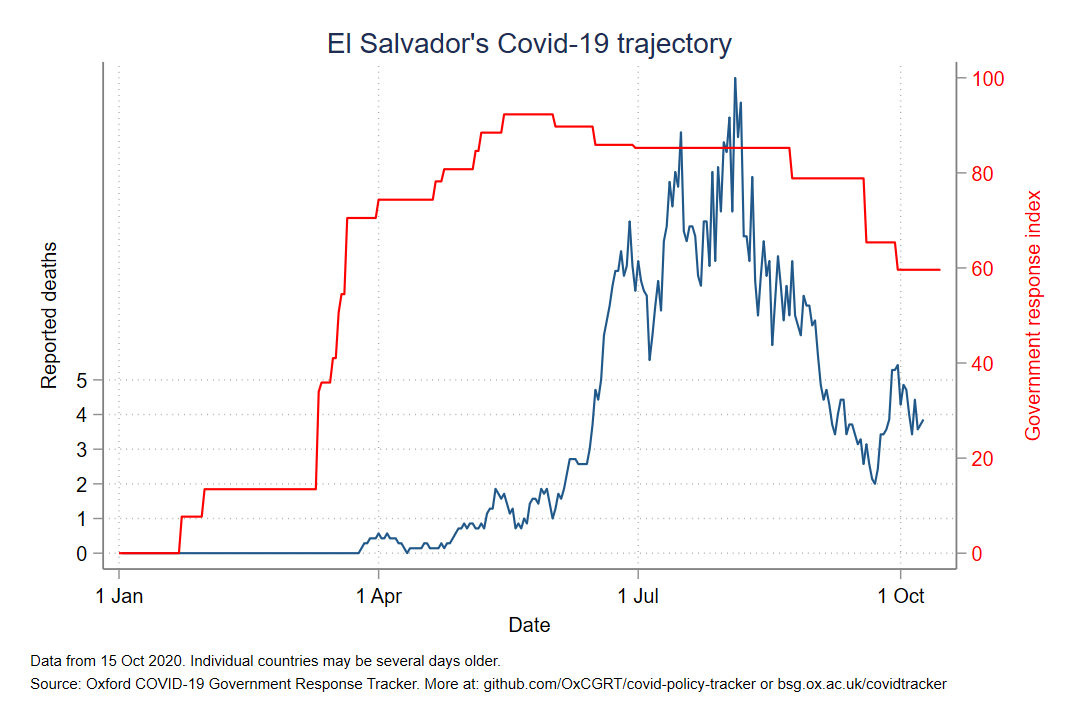 El Salvador's Covid-19 trajectory
Reported deaths
5
4
3
2
1
0
100
80
60
40
20
0
Government response index
1 Jan
1 Apr
1 Jul
1 Oct
Date
Data from 15 Oct 2020. Individual countries may be several days older.
Source: Oxford COVID-19 Government Response Tracker. More at: github.com/OxCGRT/covid-policy-tracker or bsg.ox.ac.uk/covidtracker